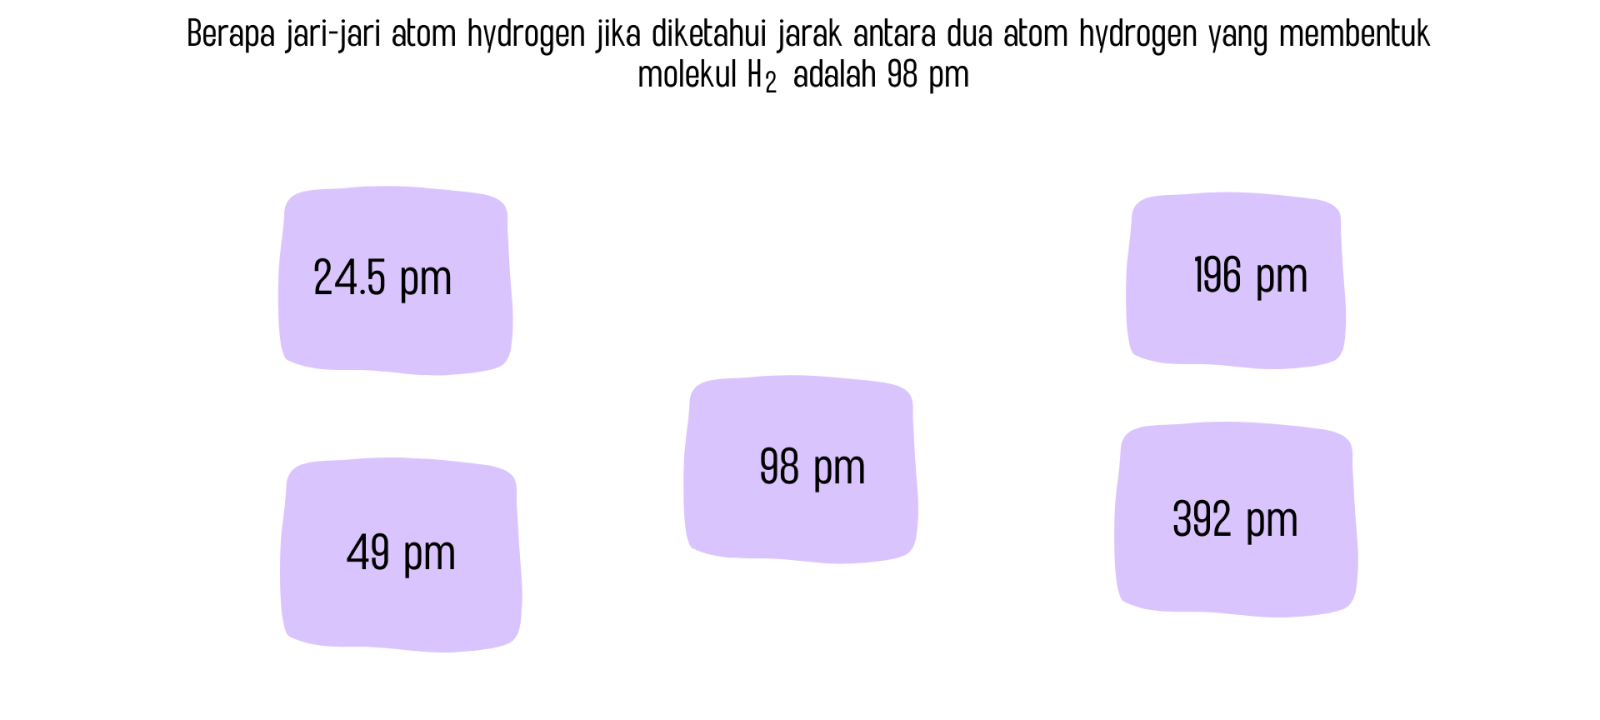 Berapa jari-jari atom hydrogen jika diketahui jarak antara dua atom hydrogen yang membentuk
molekul H₂ adalah 98 pm
24.5 pm
196 pm
98 pm
49 pm
392 pm